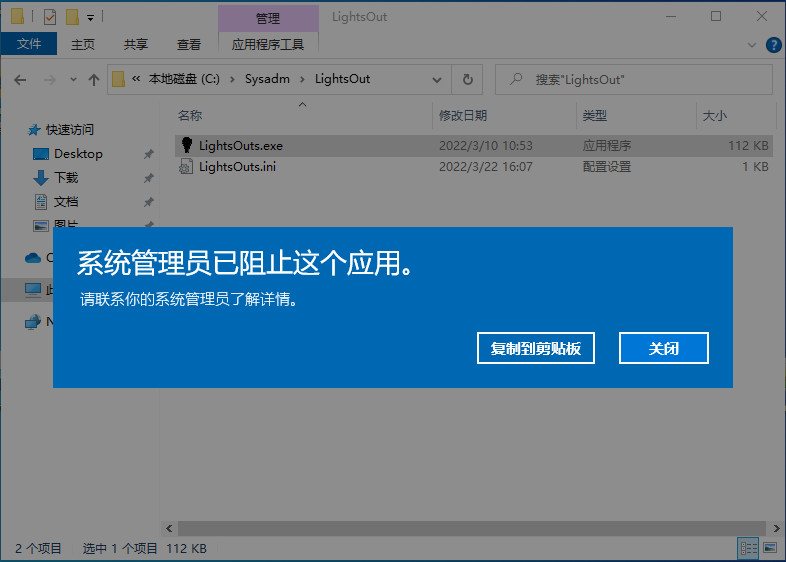 管理
LightsOut
文件
主页
共享
查看
应用程序工具
« 本地磁盘 (C:) › Sysadm › LightsOut
搜索"LightsOut"
名称
修改日期
类型
大小
快速访问
Desktop
下载
文档
图片
LightsOuts.exe
2022/3/10 10:53
应用程序
112 KB
LightsOuts.ini
2022/3/22 16:07
配置设置
1 KB
系统管理员已阻止这个应用。
请联系你的系统管理员了解详情。
复制到剪贴板
关闭
2 个项目
选中 1 个项目 112 KB